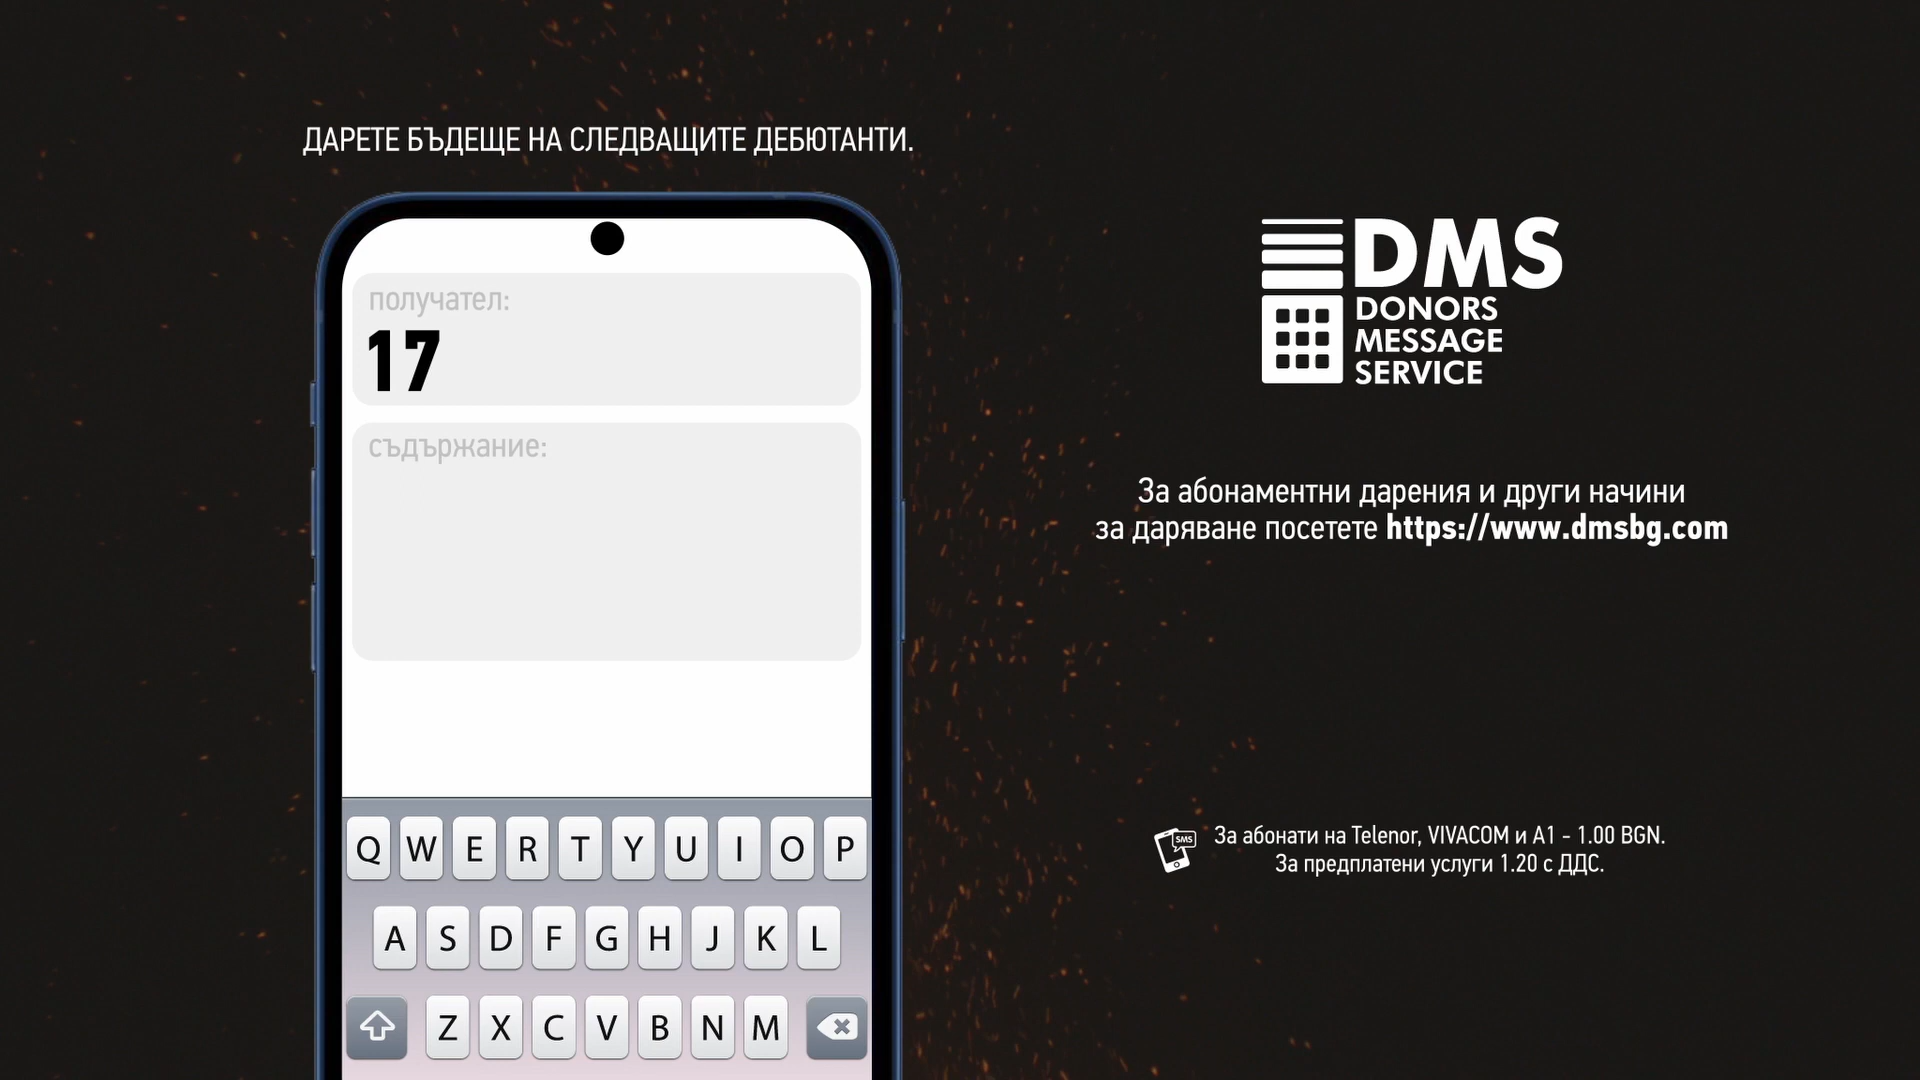 ДАРЕТЕ БЪДЕЩЕ НА СЛЕДВАЩИТЕ ДЕБЮТАНТИ.
получател:
17
съдържание:
Q W E R T Y U I O P
A S D F G H J K L
Z X C V B N M
DMS
DONORS
MESSAGE
SERVICE
За абонаментни дарения и други начини
за даряване посетете https://www.dmsbg.com
SMS
За абонати на Telenor, VIVACOM и А1 - 1.00 BGN.
За предплатени услуги 1.20 с ДДС.